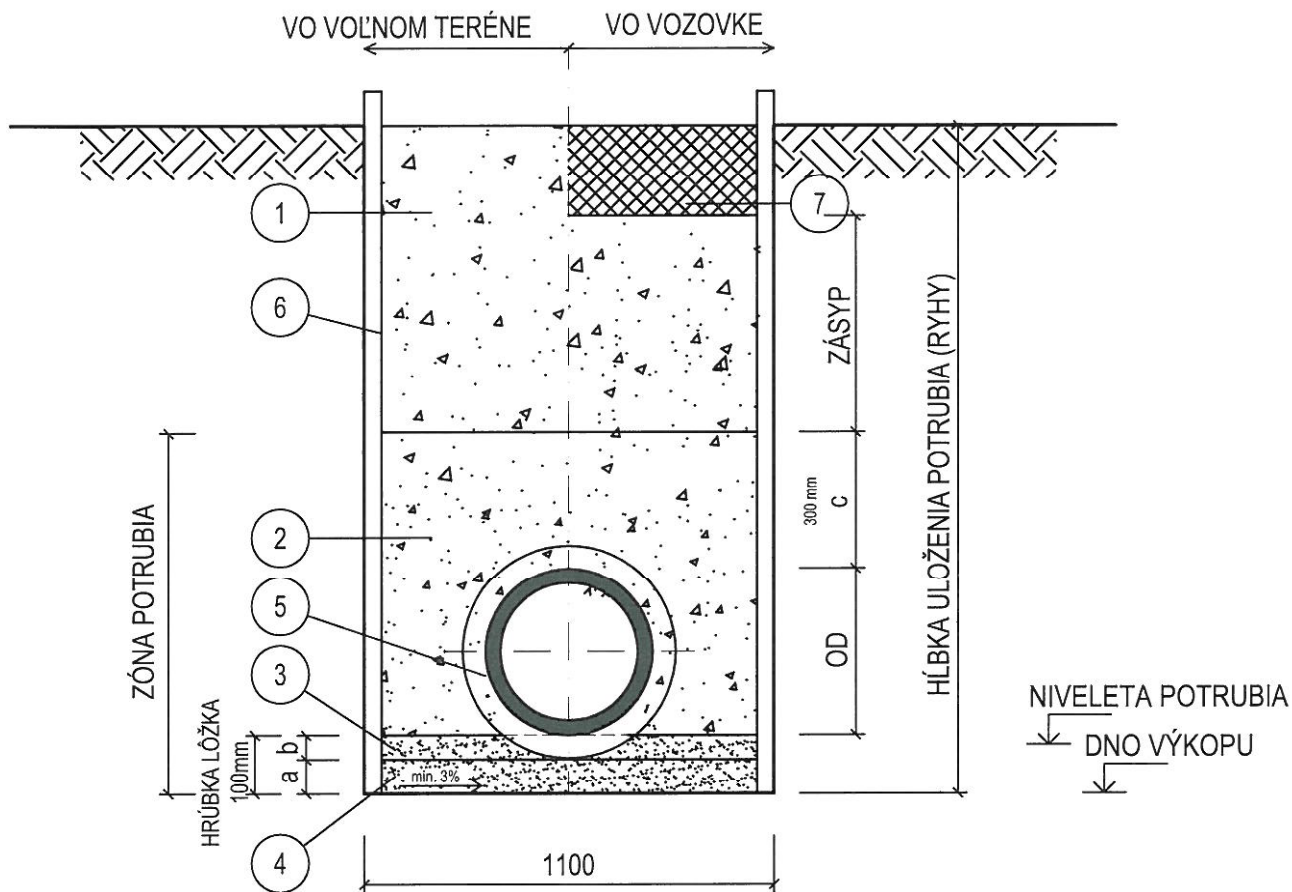 VO VOĽNOM TERÉNE
VO VOZOVKE
1
7
6
ZÁSYP
HĹBKA ULOŽENIA POTRUBIA (RYHY)
ZÓNA POTRUBIA
2
300 mm
c
5
OD
3
NIVELETA POTRUBIA
DNO VÝKOPU
HRÚBKA LÔŽKA
100mm
b
a
min. 3%
4
1100